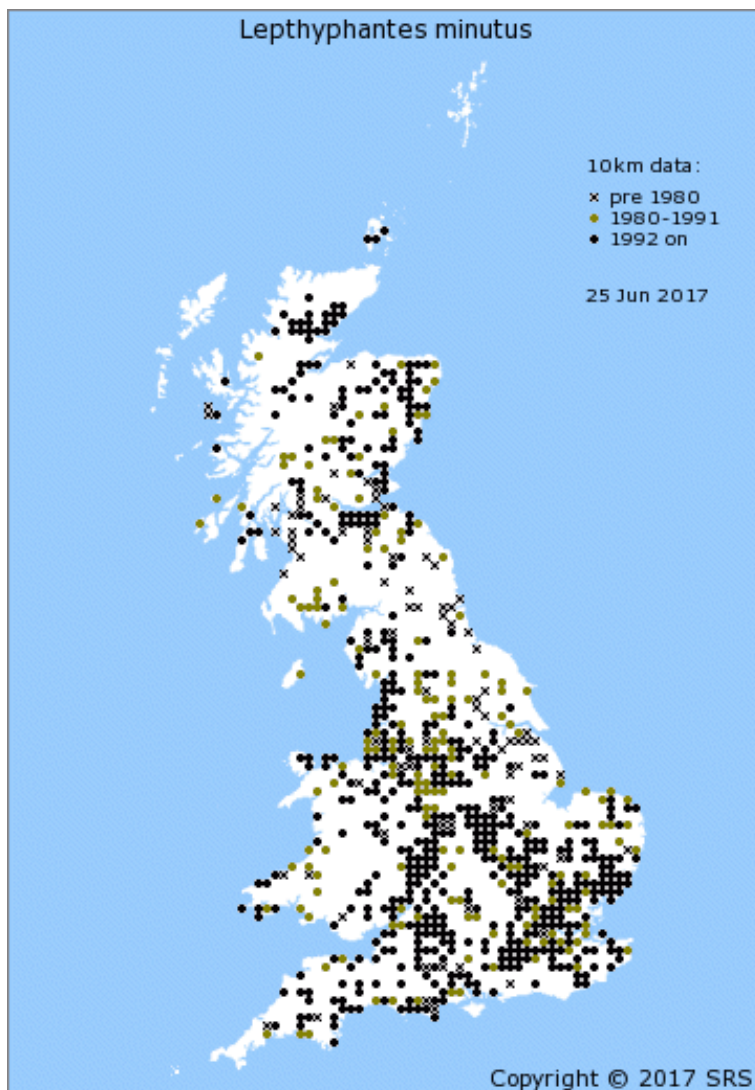 Lepthyphantes minutus
10km data:
× pre 1980
● 1980-1991
● 1992 on
25 Jun 2017
Copyright © 2017 SRS